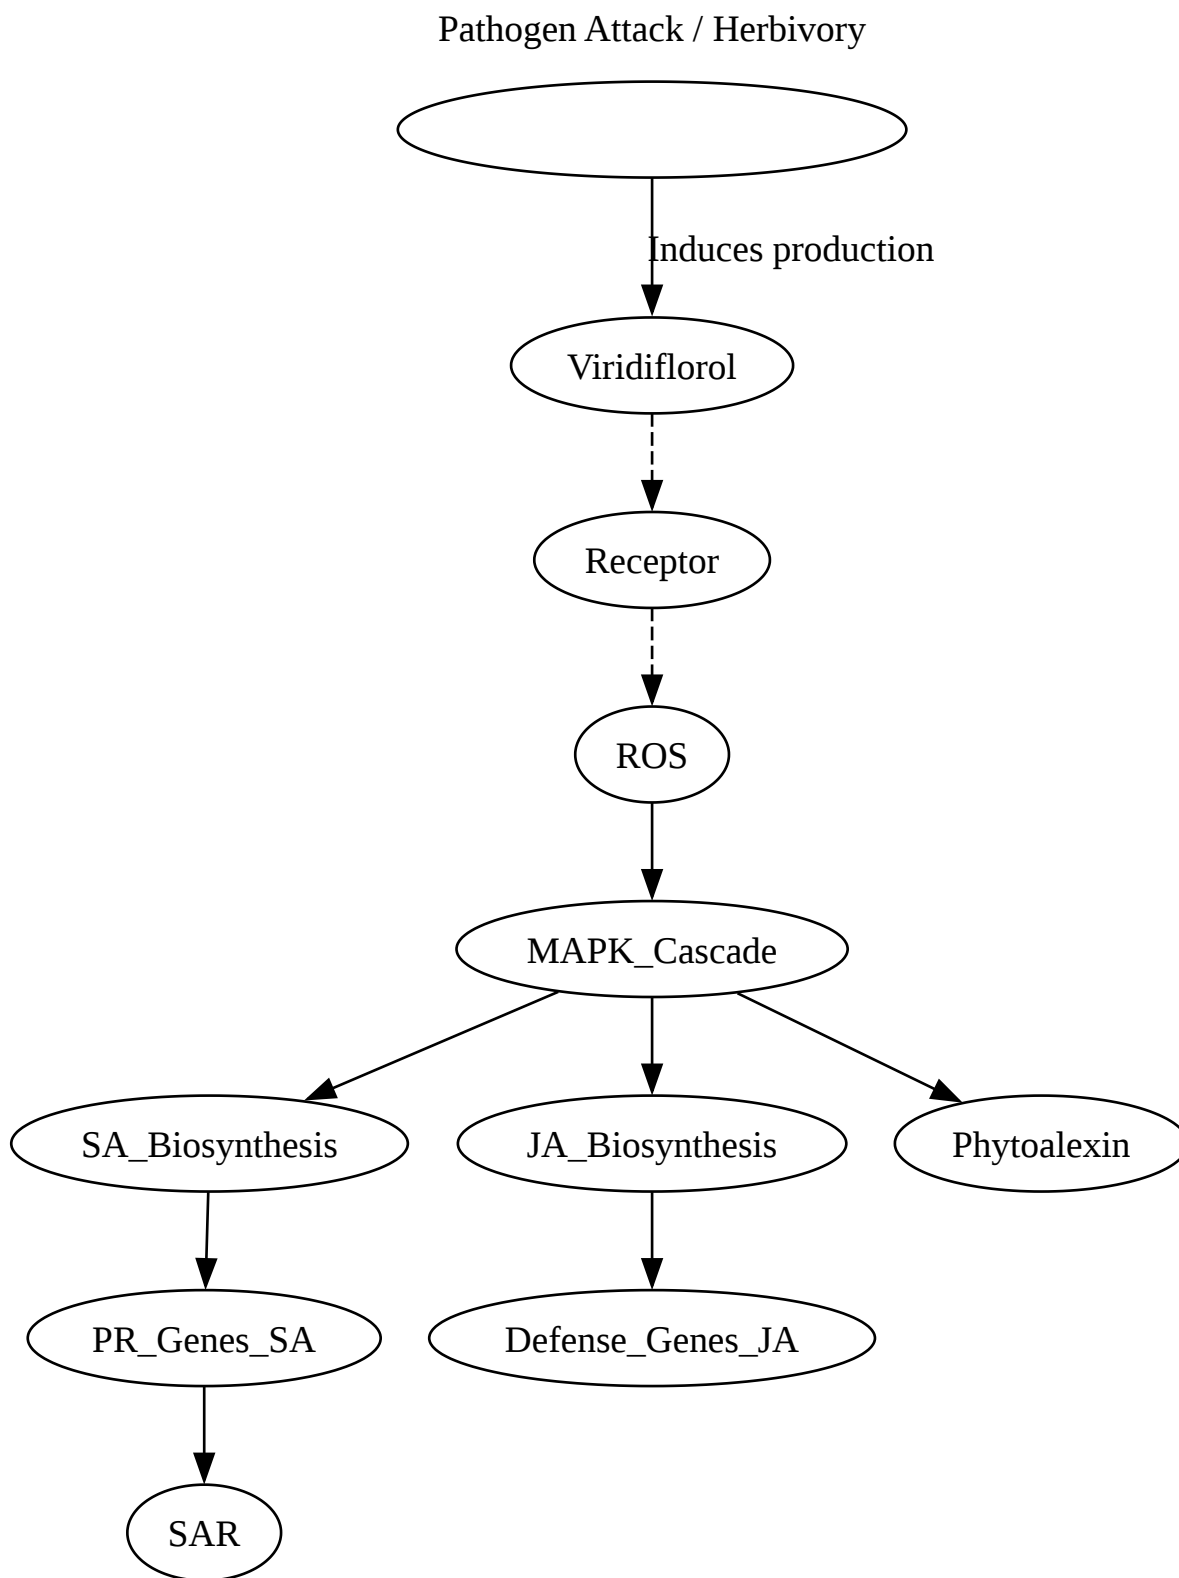 Pathogen Attack / Herbivory
Induces production
Viridiflorol
Receptor
ROS
MAPK_Cascade
SA_Biosynthesis
JA_Biosynthesis
Phytoalexin
PR_Genes_SA
Defense_Genes_JA
SAR